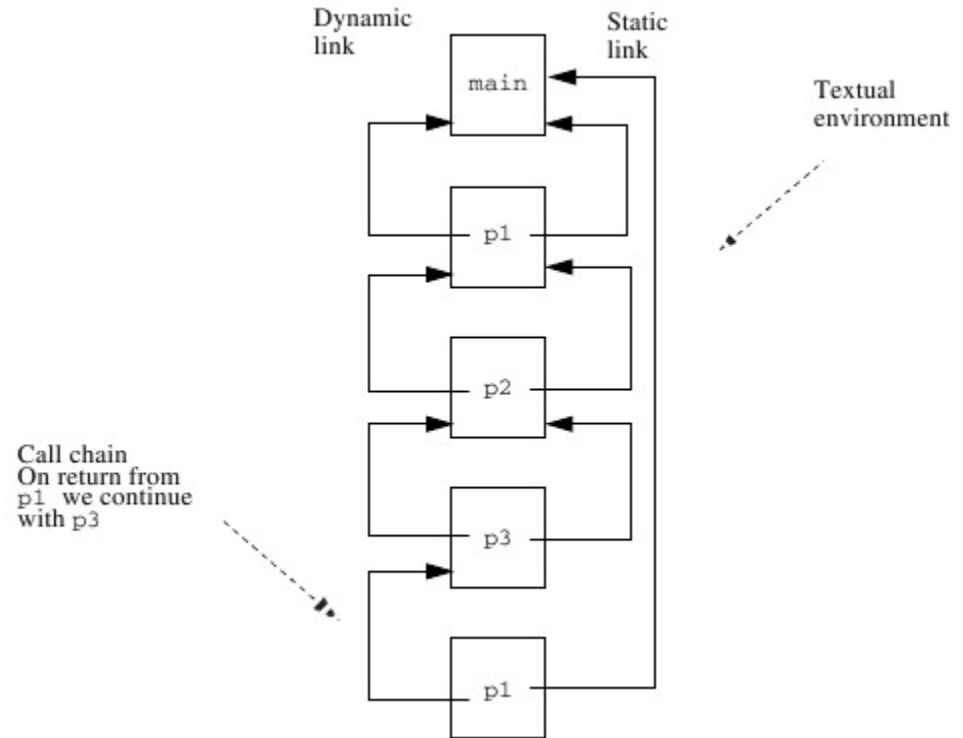 Dynamic
link
Static
link
main
Textual
environment
p1
p2
Call chain
On return from
p1 we continue
with p3
p3
p1